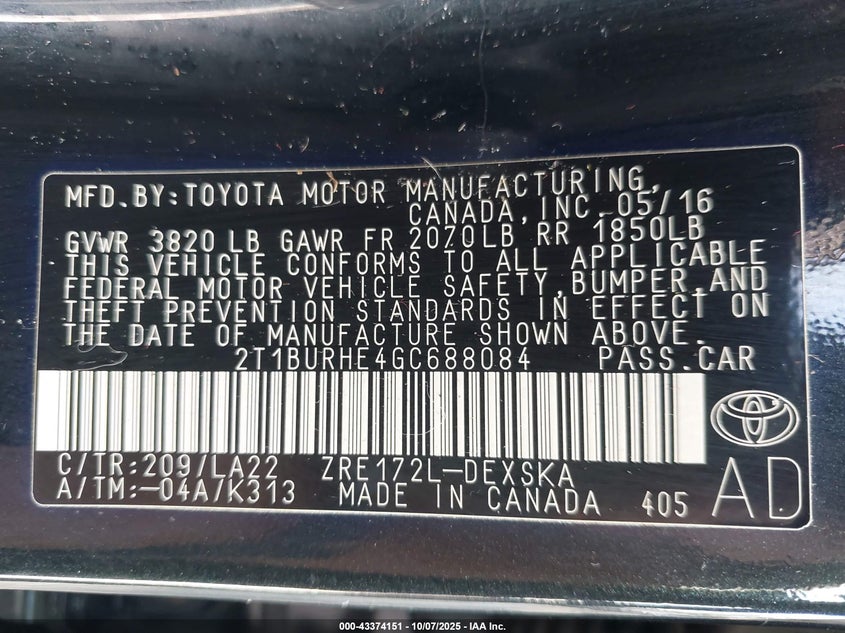 MFD.BY:TOYOTA MOTOR MANUFACTURING,
CANADA,INC. 05/16
GVWR 3820 LB GAWR FR 2070LB RR 1850LB
THIS VEHICLE CONFORMS TO ALL APPLICABLE
FEDERAL MOTOR VEHICLE SAFETY,BUMPER,AND
THEFT PREVENTION STANDARDS IN EFFECT ON
THE DATE OF MANUFACTURE SHOWN ABOVE.
2T1BURHE4GC688084 PASS.CAR
C/TR:209/LA22 ZRE172L-DEXSKA
A/TM:-04A/K313 MADE IN CANADA 405 AD
000-43374151 | 10/07/2025 - IAA Inc.